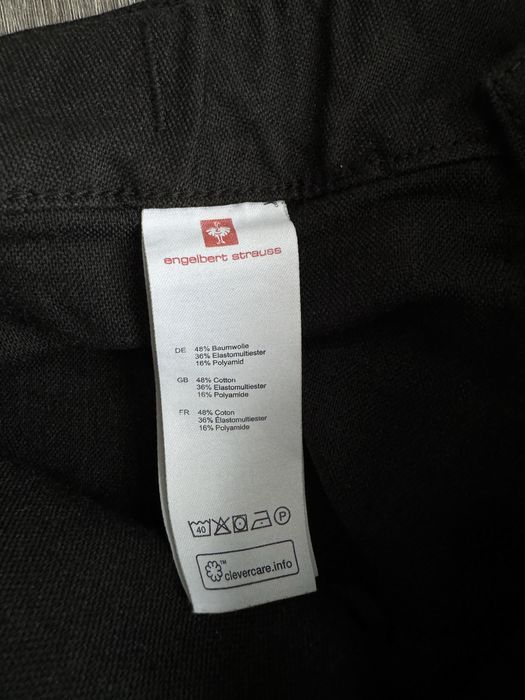 engelbert strauss
DE 48% Baumwolle
36% Elastomultiester
16% Polyamid
GB 48% Cotton
36% Elastomultiester
16% Polyamide
FR 48% Coton
36% Élastomultiester
16% Polyamide
40 P
™
clevercare.info